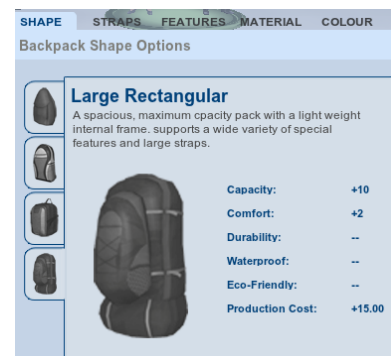 SHAPE STRAPS FEATURES MATERIAL COLOUR
Backpack Shape Options
Large Rectangular
A spacious, maximum cpacity pack with a light weight
internal frame. supports a wide variety of special
features and large straps.
Capacity: +10
Comfort: +2
Durability: --
Waterproof: --
Eco-Friendly: --
Production Cost: +15.00